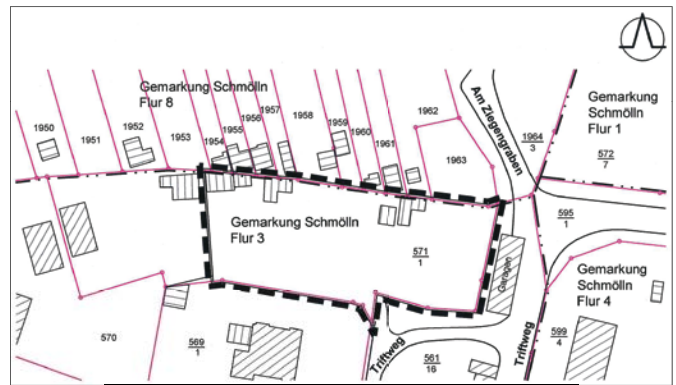 Gemarkung Schmölln
Flur 8
1950
1951
1952
1953
1954
1955
1956
1957
1958
1959
1960
1961
1962
1963
Am Ziegengraben
1964
3
Gemarkung
Schmölln
Flur 1
572
7
Gemarkung Schmölln
Flur 3
571
1
595
1
Garagen
Gemarkung
Schmölln
Flur 4
570
569
1
Triftweg
561
16
Triftweg
599
4